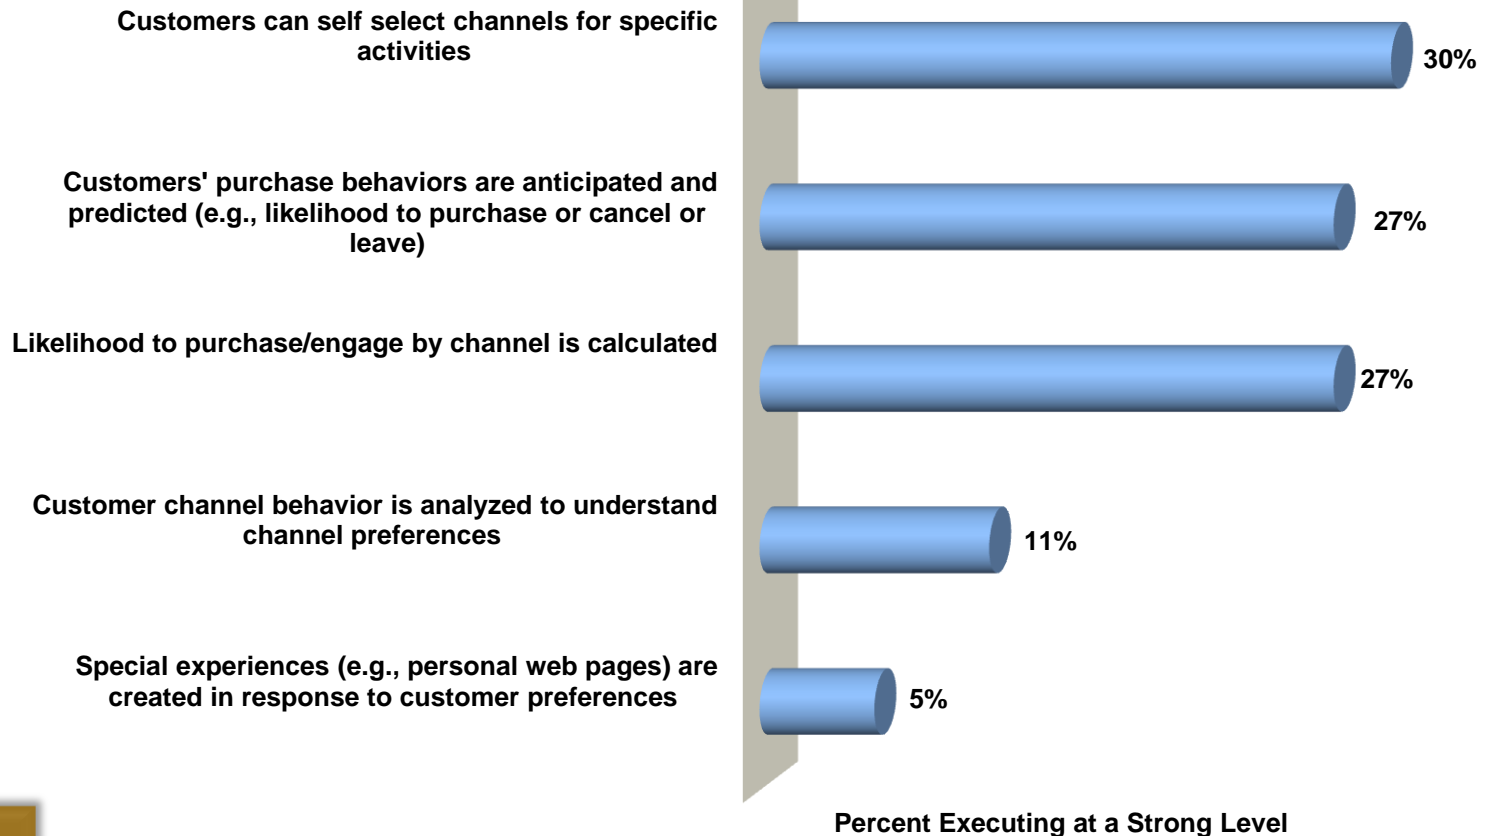 Customers can self select channels for specific
activities
30%
Customers' purchase behaviors are anticipated and
predicted (e.g., likelihood to purchase or cancel or
leave)
27%
Likelihood to purchase/engage by channel is calculated
27%
Customer channel behavior is analyzed to understand
channel preferences
11%
Special experiences (e.g., personal web pages) are
created in response to customer preferences
5%
Percent Executing at a Strong Level